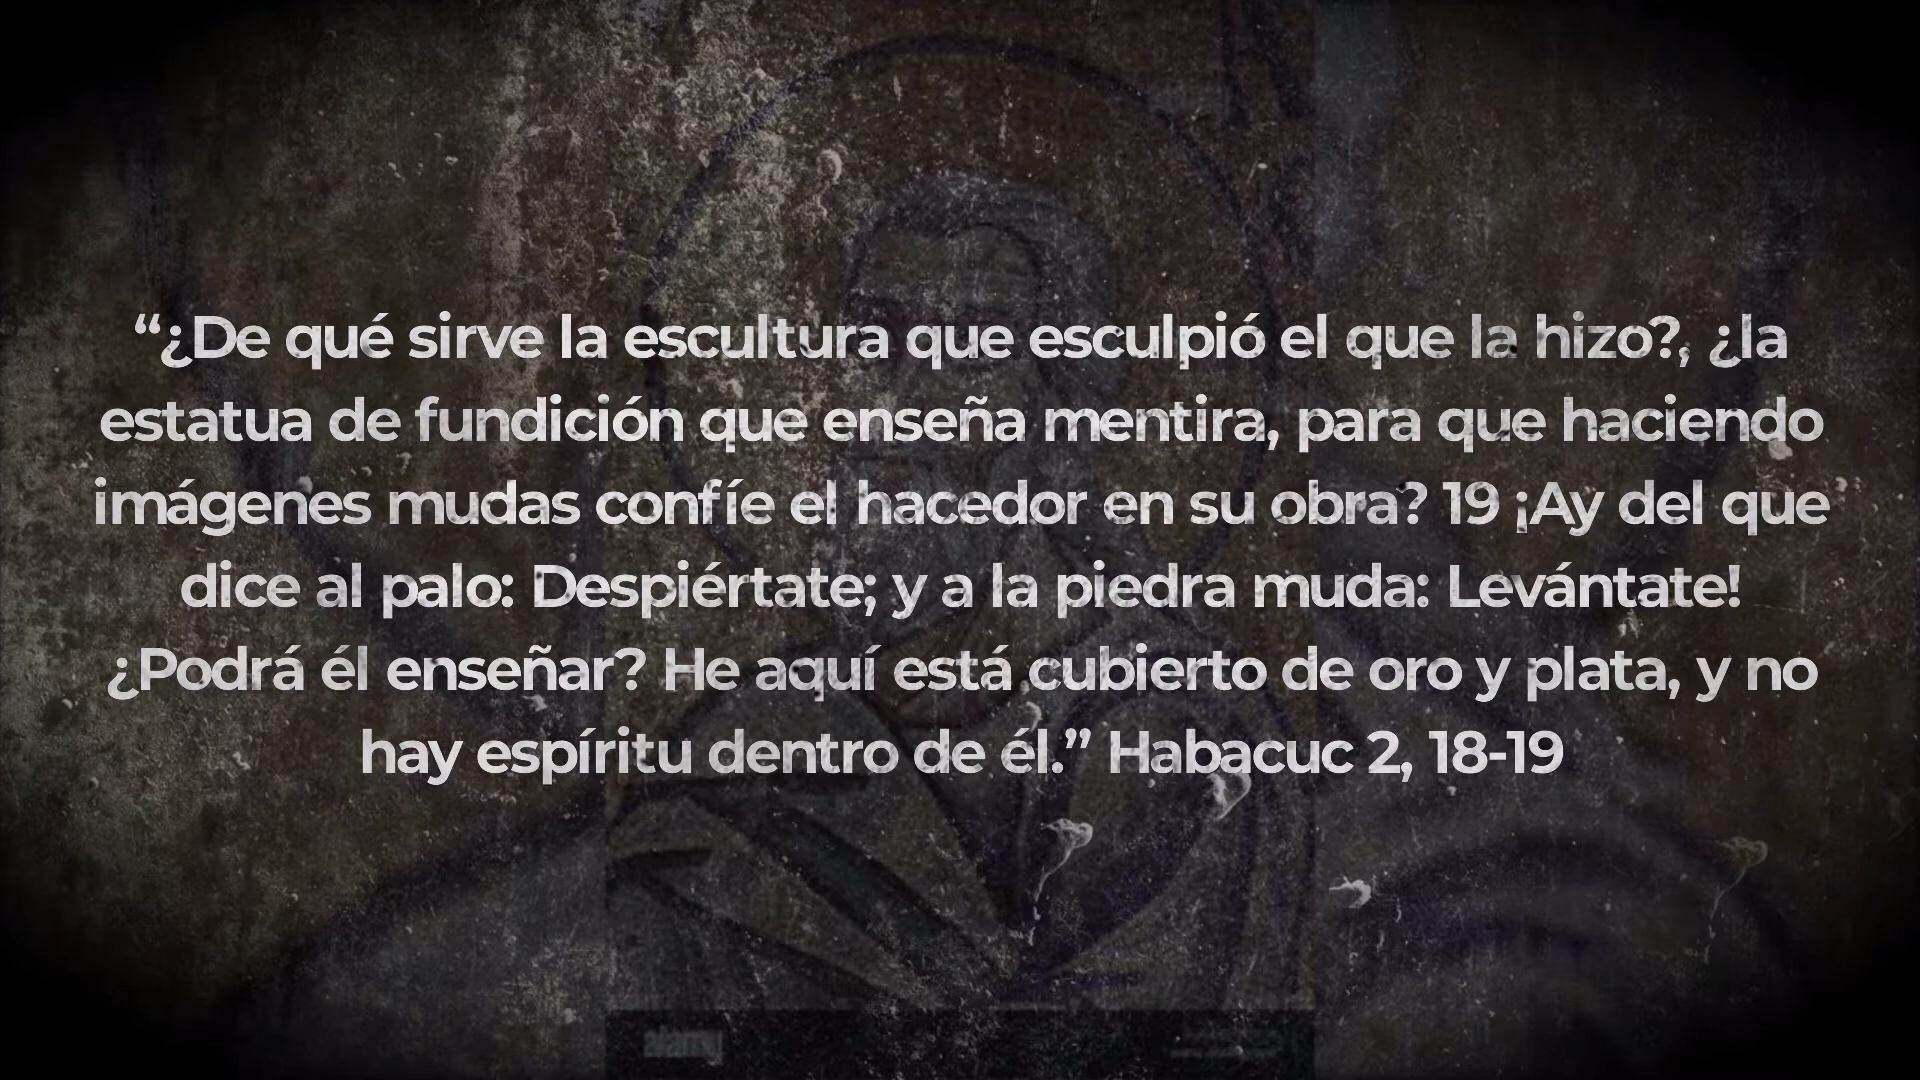 “¿De qué sirve la escultura que esculpió el que la hizo?, ¿la
estatua de fundición que enseña mentira, para que haciendo
imágenes mudas confíe el hacedor en su obra? 19 ¡Ay del que
dice al palo: Despiértate; y a la piedra muda: Levántate!
¿Podrá él enseñar? He aquí está cubierto de oro y plata, y no
hay espíritu dentro de él.” Habacuc 2, 18-19
alamy